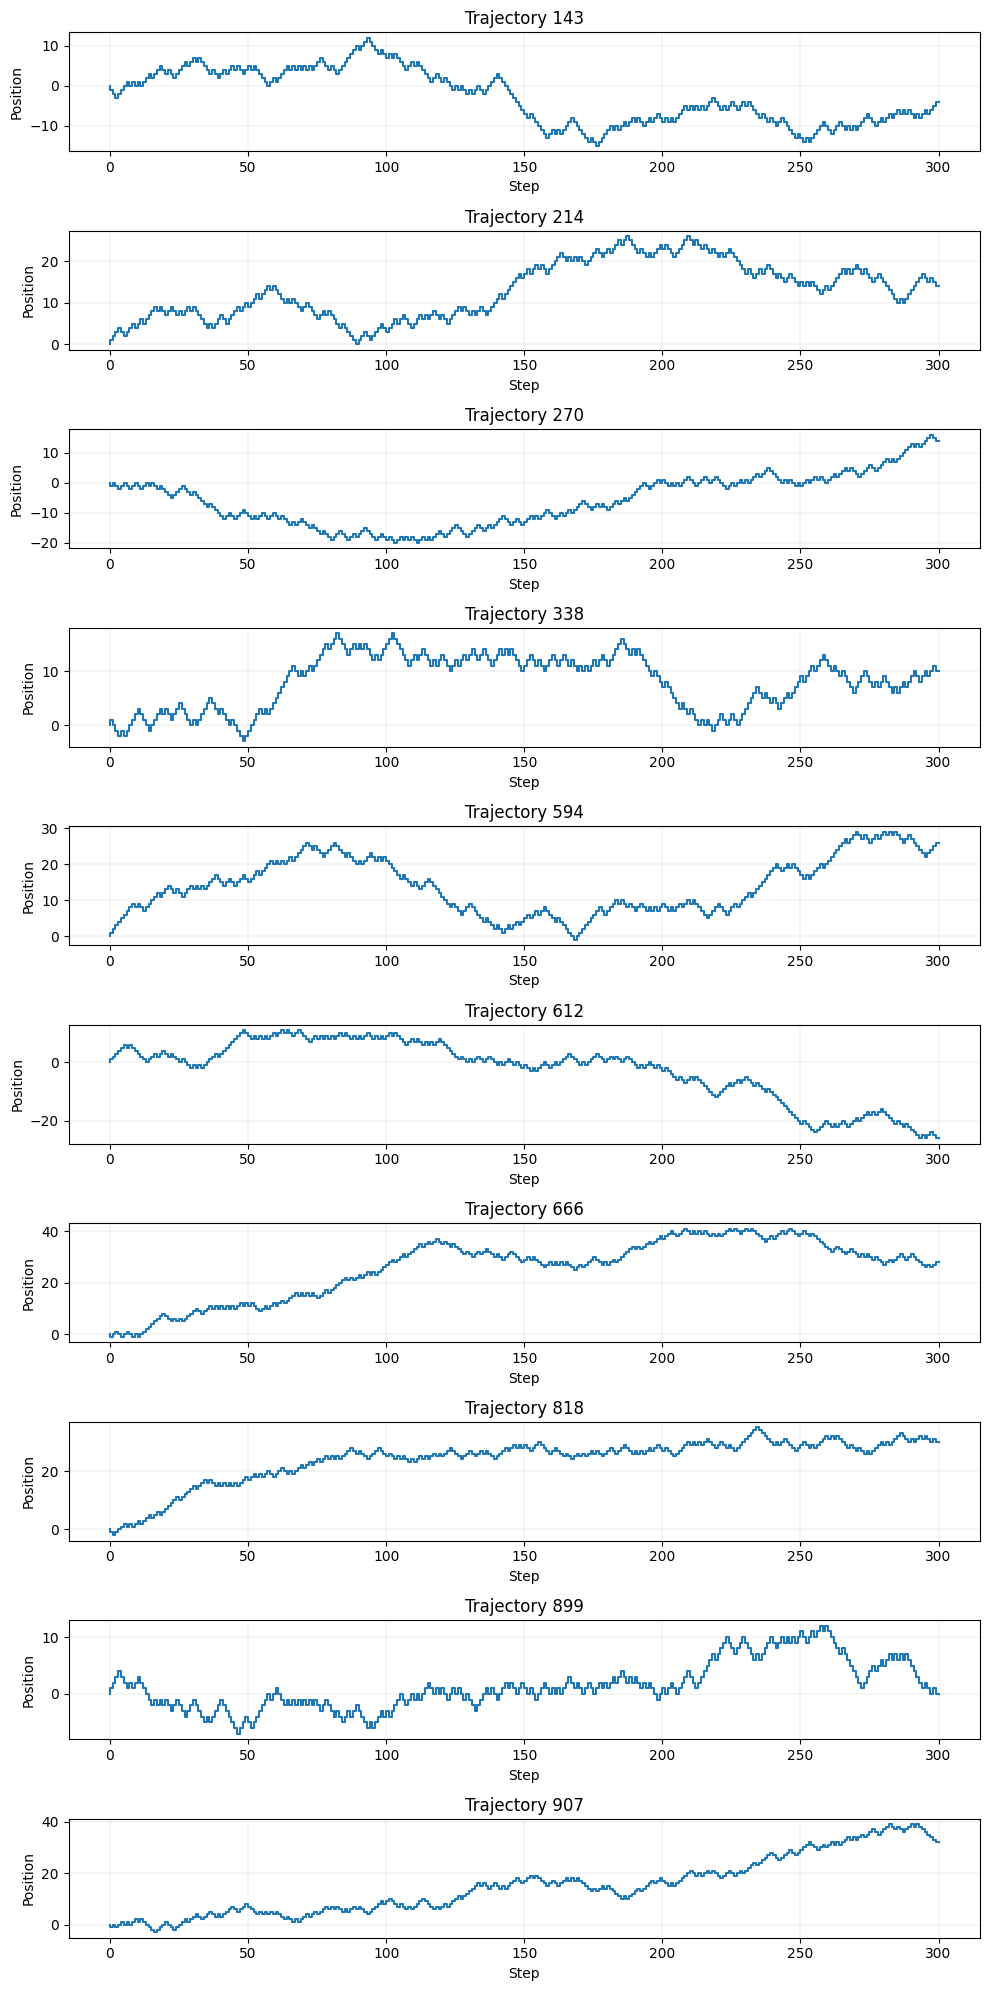 Trajectory 143
Position
10
0
−10
0 50 100 150 200 250 300
Step
Trajectory 214
Position
20
10
0
0 50 100 150 200 250 300
Step
Trajectory 270
Position
10
0
−10
−20
0 50 100 150 200 250 300
Step
Trajectory 338
Position
10
0
0 50 100 150 200 250 300
Step
Trajectory 594
Position
30
20
10
0
0 50 100 150 200 250 300
Step
Trajectory 612
Position
0
−20
0 50 100 150 200 250 300
Step
Trajectory 666
Position
40
20
0
0 50 100 150 200 250 300
Step
Trajectory 818
Position
20
0
0 50 100 150 200 250 300
Step
Trajectory 899
Position
10
0
0 50 100 150 200 250 300
Step
Trajectory 907
Position
40
20
0
0 50 100 150 200 250 300
Step